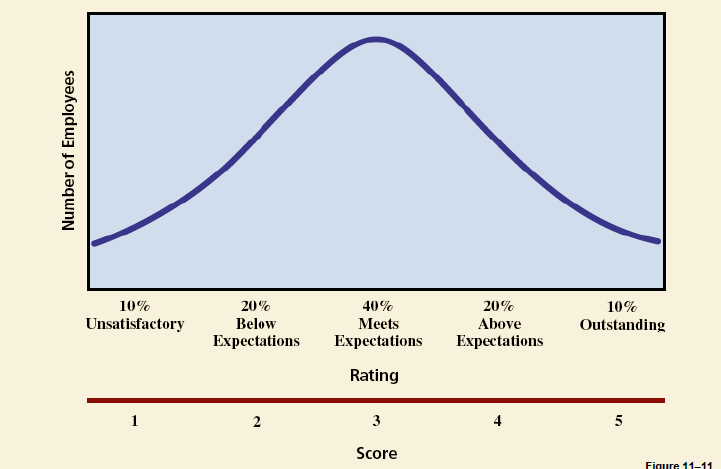 Number of Employees
10% 20% 40% 20% 10%
Unsatisfactory Below Meets Above Outstanding
Expectations Expectations Expectations
Rating
1 2 3 4 5
Score
Figure 11–11